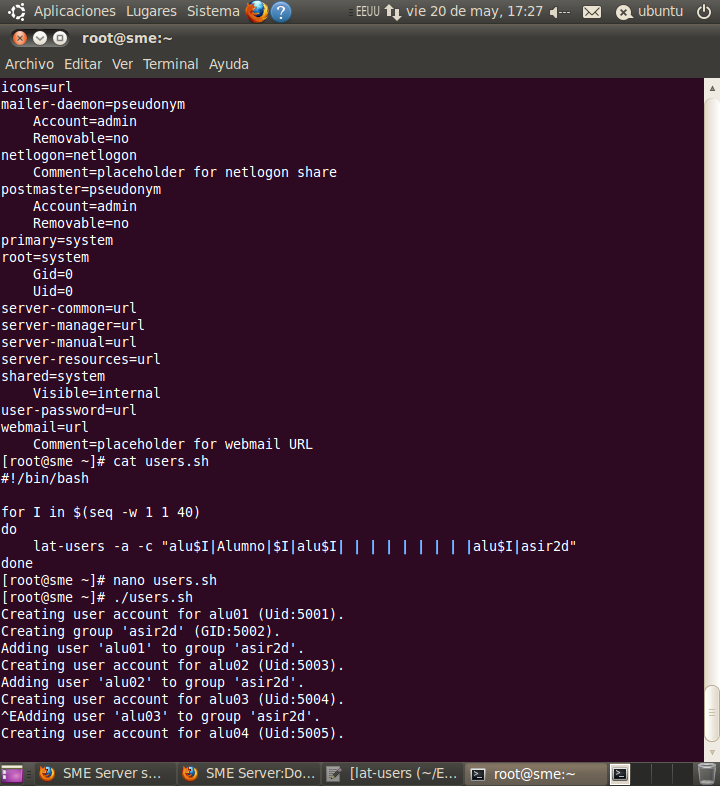 Aplicaciones Lugares Sistema EEUU vie 20 de may, 17:27 ubuntu
root@sme:~
Archivo Editar Ver Terminal Ayuda
icons=url
mailer-daemon=pseudonym
    Account=admin
    Removable=no
netlogon=netlogon
    Comment=placeholder for netlogon share
postmaster=pseudonym
    Account=admin
    Removable=no
primary=system
root=system
    Gid=0
    Uid=0
server-common=url
server-manager=url
server-manual=url
server-resources=url
shared=system
    Visible=internal
user-password=url
webmail=url
    Comment=placeholder for webmail URL
[root@sme ~]# cat users.sh
#!/bin/bash

for I in $(seq -w 1 1 40)
do
    lat-users -a -c "alu$I|Alumno|$I|alu$I| | | | | | | | |alu$I|asir2d"
done
[root@sme ~]# nano users.sh
[root@sme ~]# ./users.sh
Creating user account for alu01 (Uid:5001).
Creating group 'asir2d' (GID:5002).
Adding user 'alu01' to group 'asir2d'.
Creating user account for alu02 (Uid:5003).
Adding user 'alu02' to group 'asir2d'.
Creating user account for alu03 (Uid:5004).
^EAdding user 'alu03' to group 'asir2d'.
Creating user account for alu04 (Uid:5005).
SME Server s... SME Server:Do... [lat-users (~/E... root@sme:~